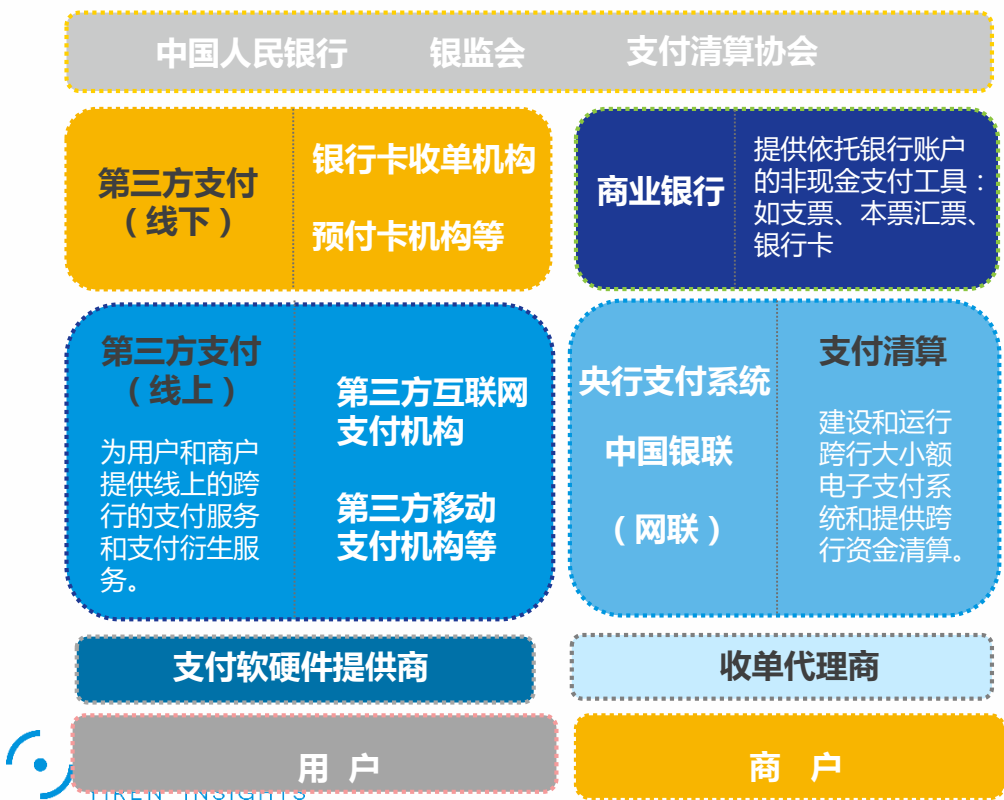 中国人民银行 银监会 支付清算协会
第三方支付
（线下）
银行卡收单机构
预付卡机构等
商业银行
提供依托银行账户
的非现金支付工具：
如支票、本票汇票、
银行卡
第三方支付
（线上）
为用户和商户
提供线上的跨
行的支付服务
和支付衍生服
务。
第三方互联网
支付机构
第三方移动
支付机构等
央行支付系统
中国银联
（网联）
支付清算
建设和运行
跨行大小额
电子支付系
统和提供跨
行资金清算。
支付软硬件提供商
收单代理商
用 户
商 户